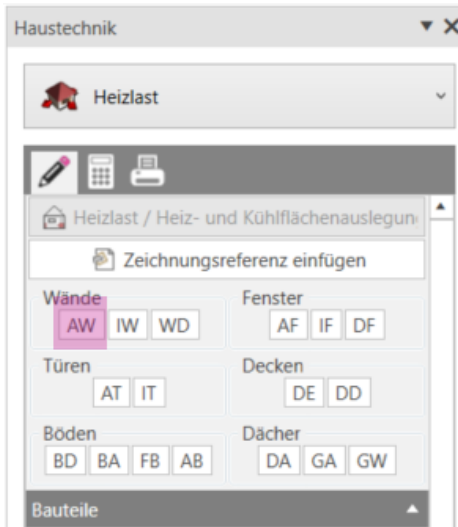 Haustechnik
Heizlast
Heizlast / Heiz- und Kühlflächenauslegun
Zeichnungsreferenz einfügen
Wände Fenster
AW IW WD AF IF DF
Türen Decken
AT IT DE DD
Böden Dächer
BD BA FB AB DA GA GW
Bauteile